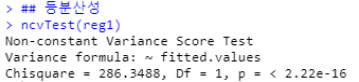 > ## 등분산성
> ncvTest(reg1)
Non-constant Variance Score Test
Variance formula: ~ fitted.values
Chisquare = 286.3488, Df = 1, p = < 2.22e-16